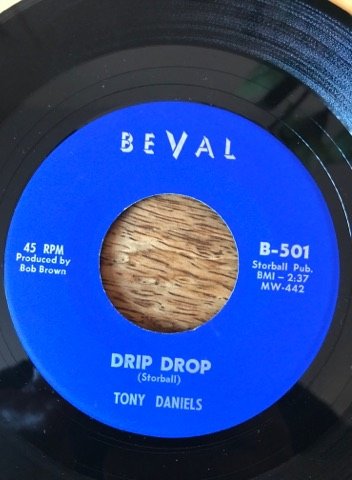 BEVAL
45 RPM
Produced by
Bob Brown
B-501
Storball Pub.
BMI - 2:37
MW-442
DRIP DROP
(Storball)
TONY DANIELS